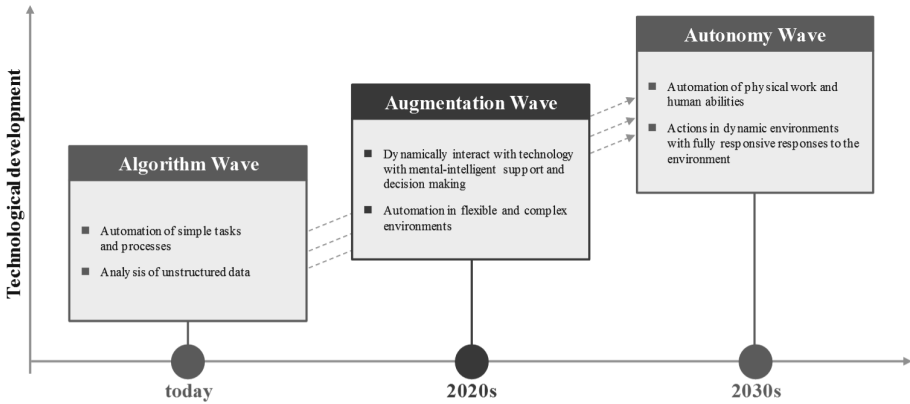 Technological development
Algorithm Wave
■ Automation of simple tasks
and processes
■ Analysis of unstructured data
Augmentation Wave
■ Dynamically interact with technology
with mental-intelligent support and
decision making
■ Automation in flexible and complex
environments
Autonomy Wave
■ Automation of physical work and
human abilities
■ Actions in dynamic environments
with fully responsive responses to the
environment
today
2020s
2030s